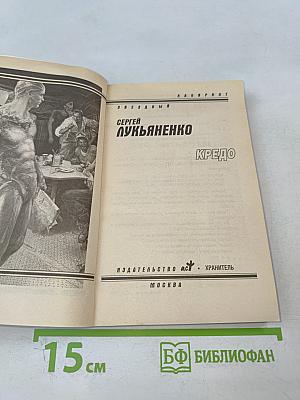 ЗВЕЗДНЫЙ ЛАБИРИНТ
СЕРГЕЙ
ЛУКЬЯНЕНКО
КРЕДО
ИЗДАТЕЛЬСТВО АСТ • ХРАНИТЕЛЬ
МОСКВА
15 см
БФ БИБЛИОФАН